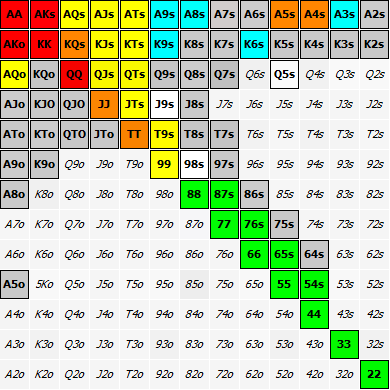 AA AKs AQs AJs ATs A9s A8s A7s A6s A5s A4s A3s A2s
AKo KK KQs KJs KTs K9s K8s K7s K6s K5s K4s K3s K2s
AQo KQo QQ QJs QTs Q9s Q8s Q7s Q6s Q5s Q4s Q3s Q2s
AJo KJO QJO JJ JTs J9s J8s J7s J6s J5s J4s J3s J2s
ATo KTo QTO JTo TT T9s T8s T7s T6s T5s T4s T3s T2s
A9o K9o Q9o J9o T9o 99 98s 97s 96s 95s 94s 93s 92s
A8o K8o Q8o J8o T8o 98o 88 87s 86s 85s 84s 83s 82s
A7o K7o Q7o J7o T7o 97o 87o 77 76s 75s 74s 73s 72s
A6o K6o Q6o J6o T6o 96o 86o 76o 66 65s 64s 63s 62s
A5o 5Ko Q5o J5o T5o 95o 85o 75o 65o 55 54s 53s 52s
A4o K4o Q4o J4o T4o 94o 84o 74o 64o 54o 44 43s 42s
A3o K3o Q3o J3o T3o 93o 83o 73o 63o 53o 43o 33 32s
A2o K2o Q2o J2o T2o 92o 82o 72o 62o 52o 42o 32o 22